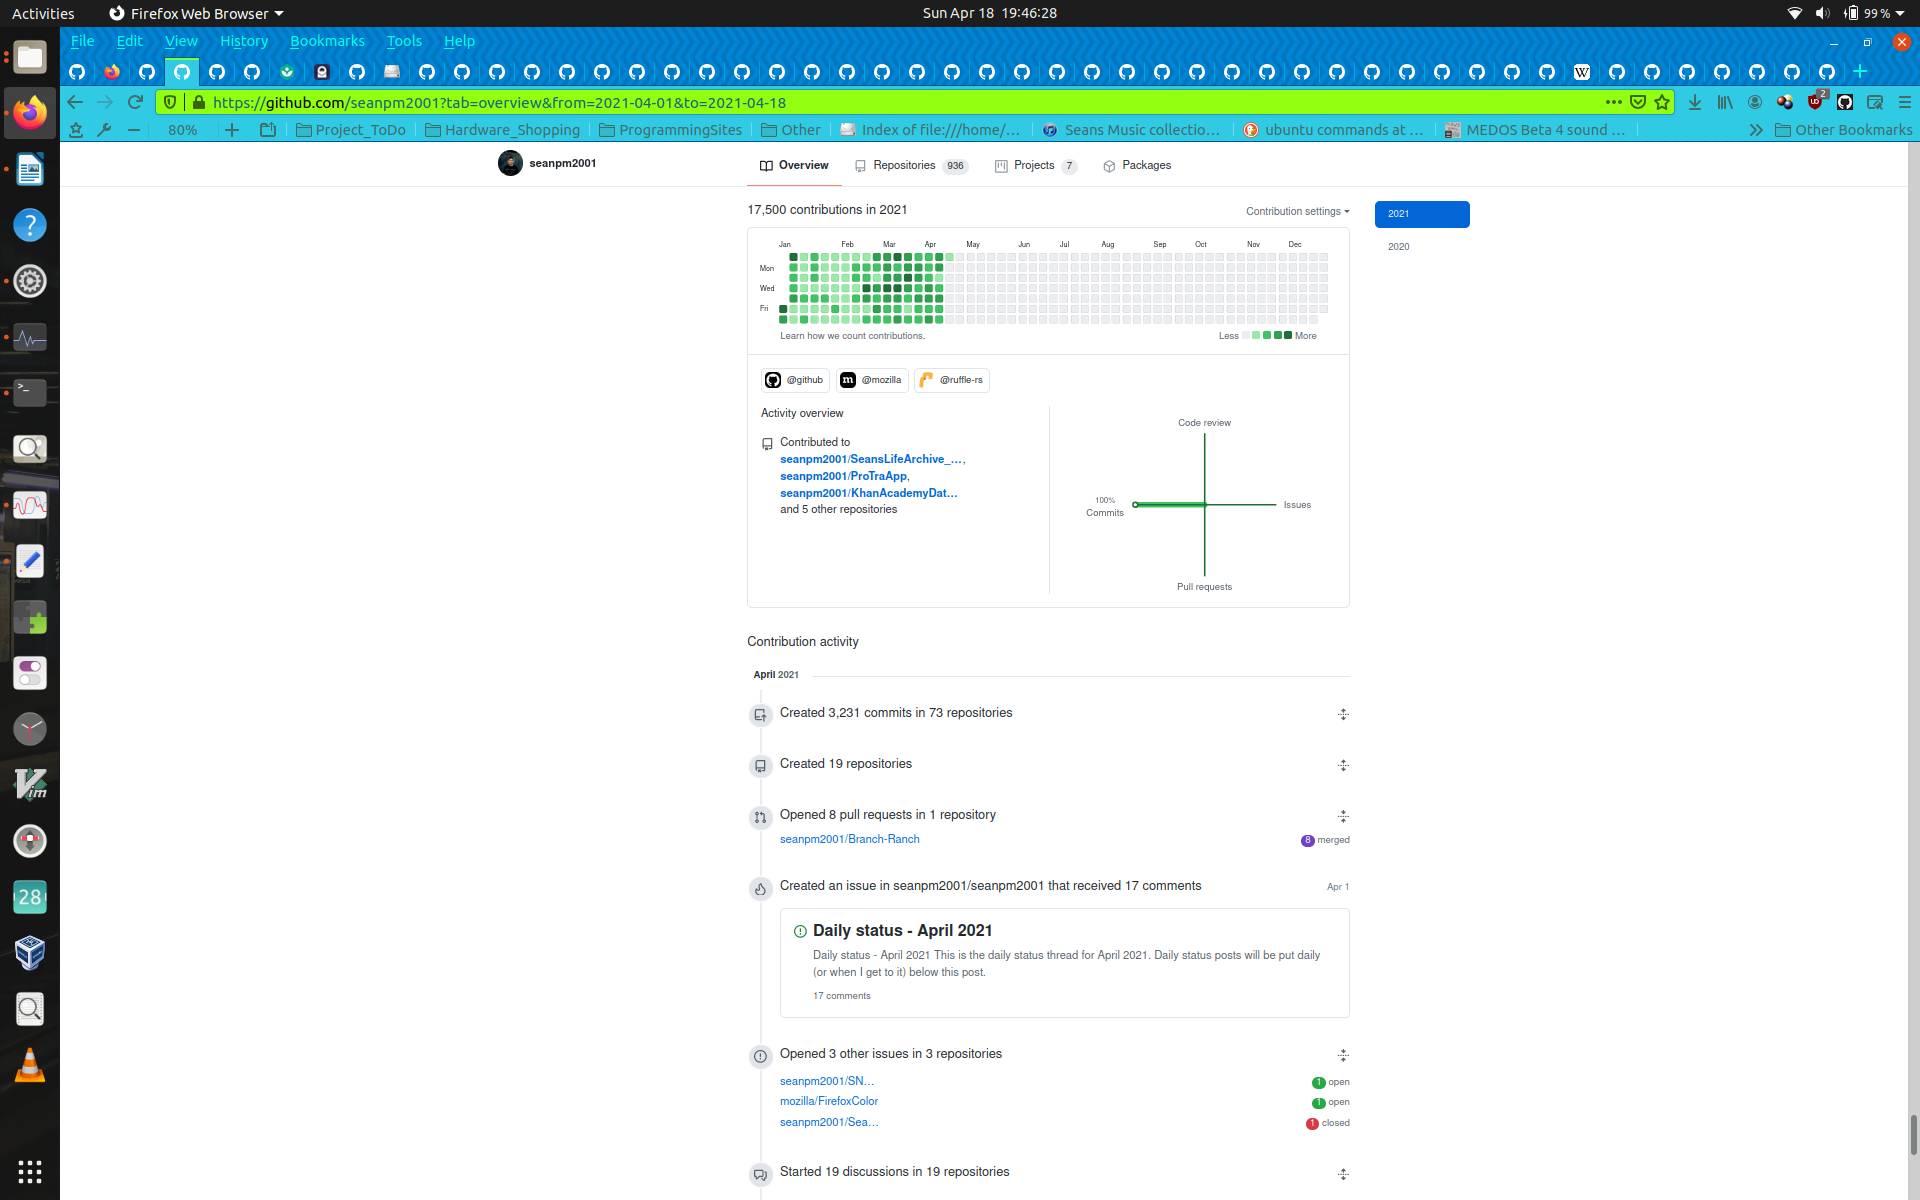 Activities
Firefox Web Browser
Sun Apr 18 19:46:28
99 %
File Edit View History Bookmarks Tools Help
https://github.com/seanpm2001?tab=overview&from=2021-04-01&to=2021-04-18
2
80%
Project_ToDo
Hardware_Shopping
ProgrammingSites
Other
Index of file:///home/...
Seans Music collectio...
ubuntu commands at ...
MEDOS Beta 4 sound ...
Other Bookmarks
seanpm2001
Overview
Repositories 936
Projects 7
Packages
17,500 contributions in 2021
Contribution settings
2021
2020
Jan Feb Mar Apr May Jun Jul Aug Sep Oct Nov Dec
Mon
Wed
Fri
Learn how we count contributions.
Less More
@github
@mozilla
@ruffle-rs
Activity overview
Contributed to
seanpm2001/SeansLifeArchive_...,
seanpm2001/ProTraApp,
seanpm2001/KhanAcademyDat...
and 5 other repositories
Code review
100%
Commits
Issues
Pull requests
Contribution activity
April 2021
Created 3,231 commits in 73 repositories
Created 19 repositories
Opened 8 pull requests in 1 repository
seanpm2001/Branch-Ranch
8 merged
Created an issue in seanpm2001/seanpm2001 that received 17 comments
Apr 1
Daily status - April 2021
Daily status - April 2021 This is the daily status thread for April 2021. Daily status posts will be put daily
(or when I get to it) below this post.
17 comments
Opened 3 other issues in 3 repositories
seanpm2001/SN...
1 open
mozilla/FirefoxColor
1 open
seanpm2001/Sea...
1 closed
Started 19 discussions in 19 repositories
28